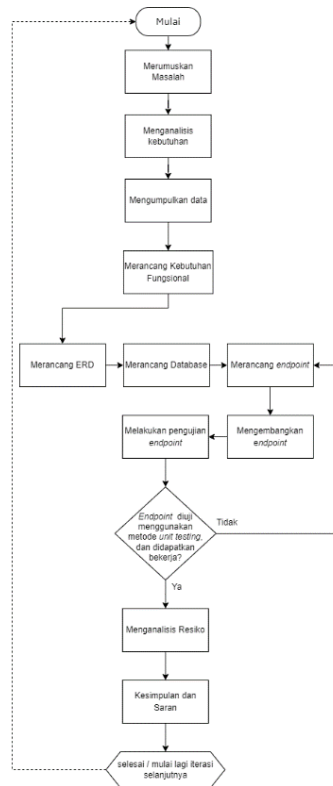 Mulai
Merumuskan
Masalah
Menganalisis
kebutuhan
Mengumpulkan data
Merancang Kebutuhan
Fungsional
Merancang ERD
Merancang Database
Merancang endpoint
Melakukan pengujian
endpoint
Mengembangkan
endpoint
Endpoint diuji
menggunakan
metode unit testing,
dan didapatkan
bekerja?
Tidak
Ya
Menganalisis Resiko
Kesimpulan dan
Saran
selesai / mulai lagi iterasi
selanjutnya